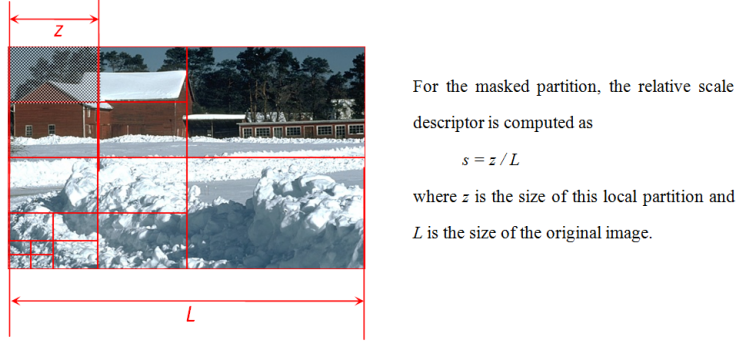 Z
For the masked partition, the relative scale
descriptor is computed as
s = z / L
where z is the size of this local partition and
L is the size of the original image.
L